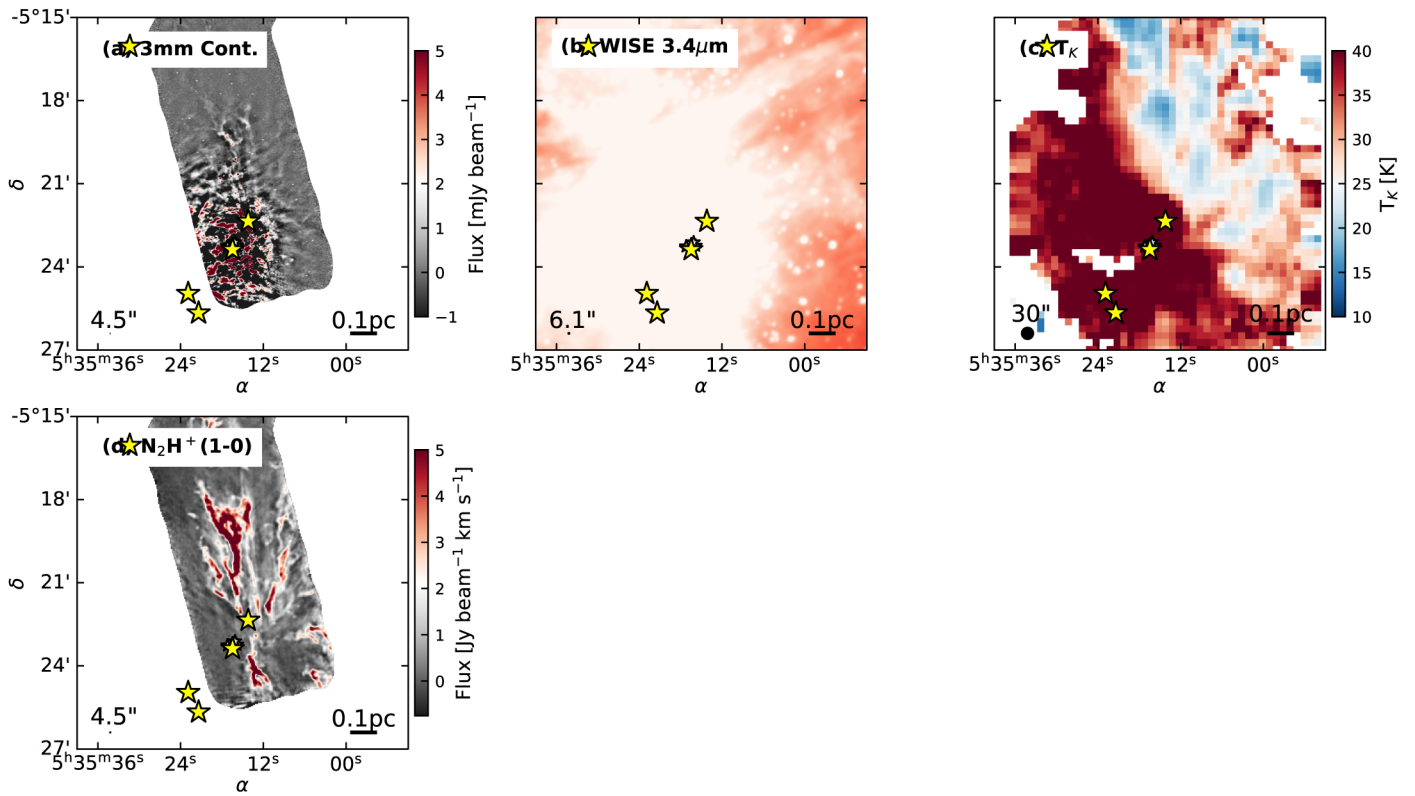 -5°15'
18'
21'
24'
27'
δ
(a) 3mm Cont.
4.5"
0.1pc
5ʰ35ᵐ36ˢ 24ˢ 12ˢ 00ˢ
α
5
4
3
2
1
0
−1
Flux [mJy beam⁻¹]
(b) WISE 3.4μm
6.1"
0.1pc
5ʰ35ᵐ36ˢ 24ˢ 12ˢ 00ˢ
α
(c) T_K
30"
0.1pc
5ʰ35ᵐ36ˢ 24ˢ 12ˢ 00ˢ
α
40
35
30
25
20
15
10
T_K [K]
-5°15'
18'
21'
24'
27'
δ
(d) N₂H⁺(1-0)
4.5"
0.1pc
5ʰ35ᵐ36ˢ 24ˢ 12ˢ 00ˢ
α
5
4
3
2
1
0
Flux [Jy beam⁻¹ km s⁻¹]